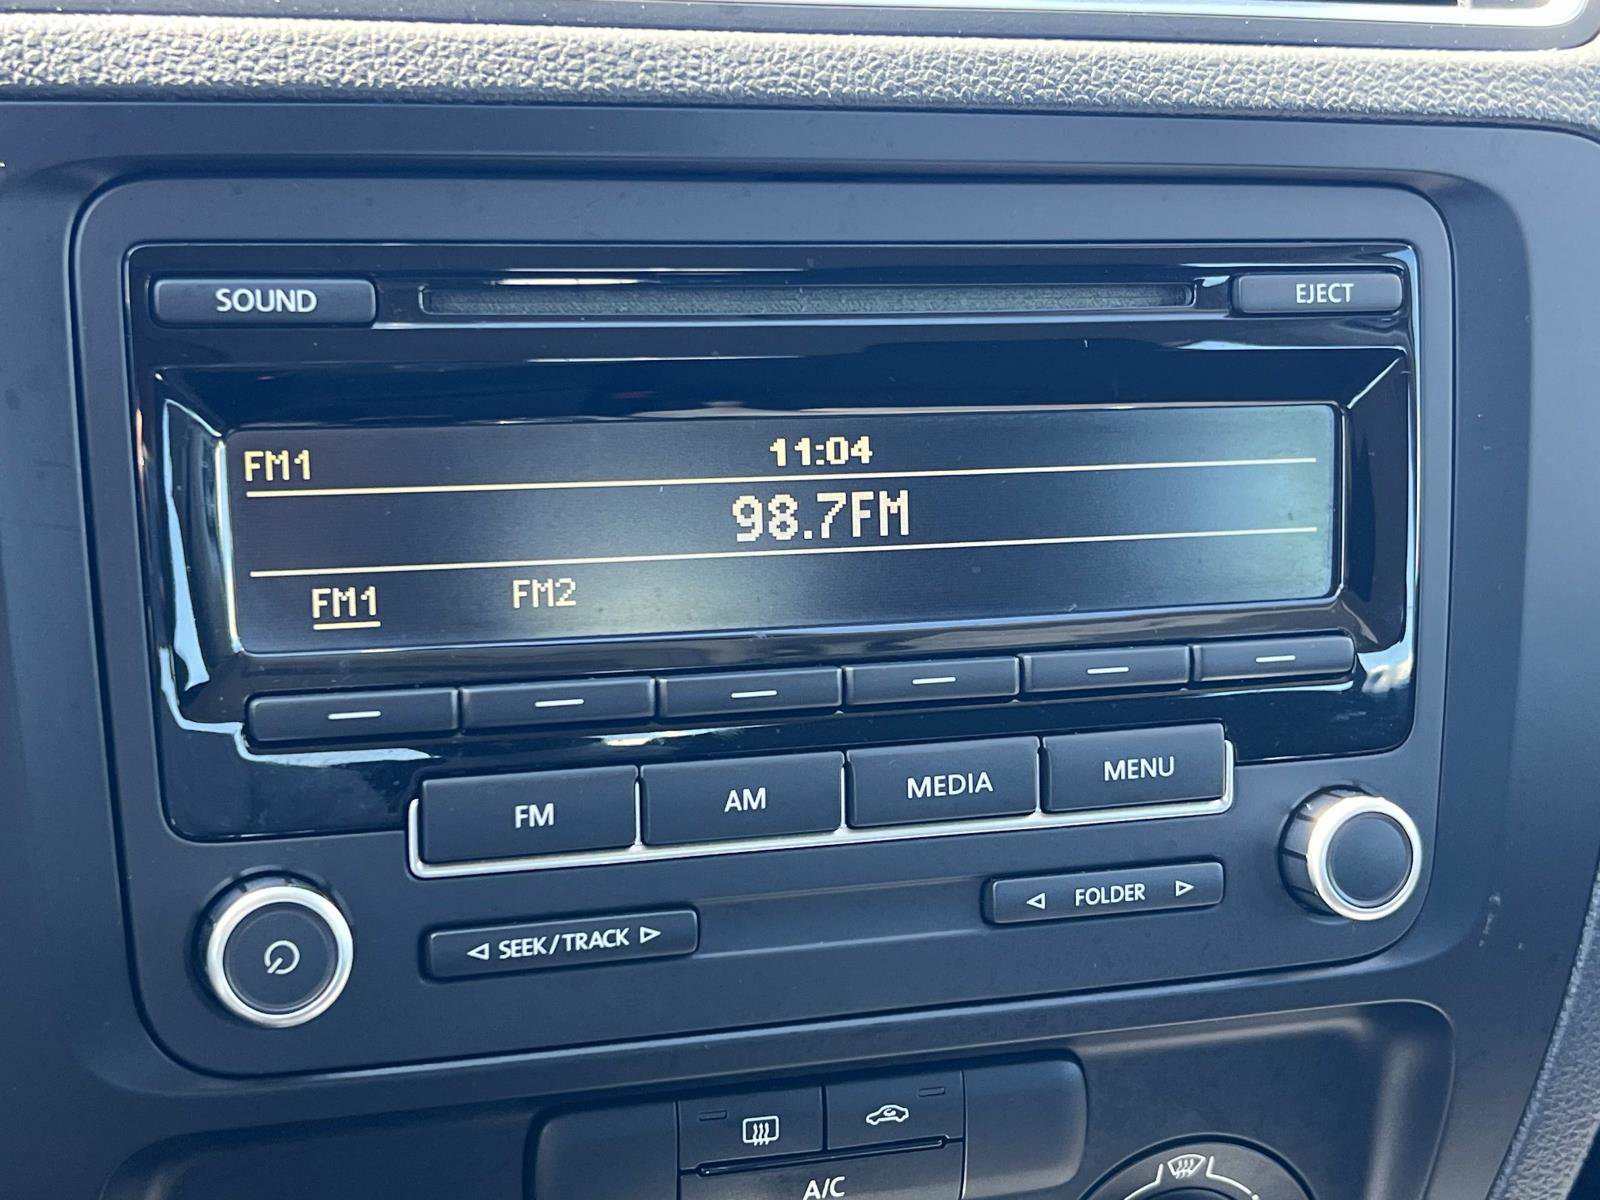 SOUND
EJECT
FM1
11:04
98.7FM
FM1
FM2
FM
AM
MEDIA
MENU
SEEK/TRACK
FOLDER
A/C